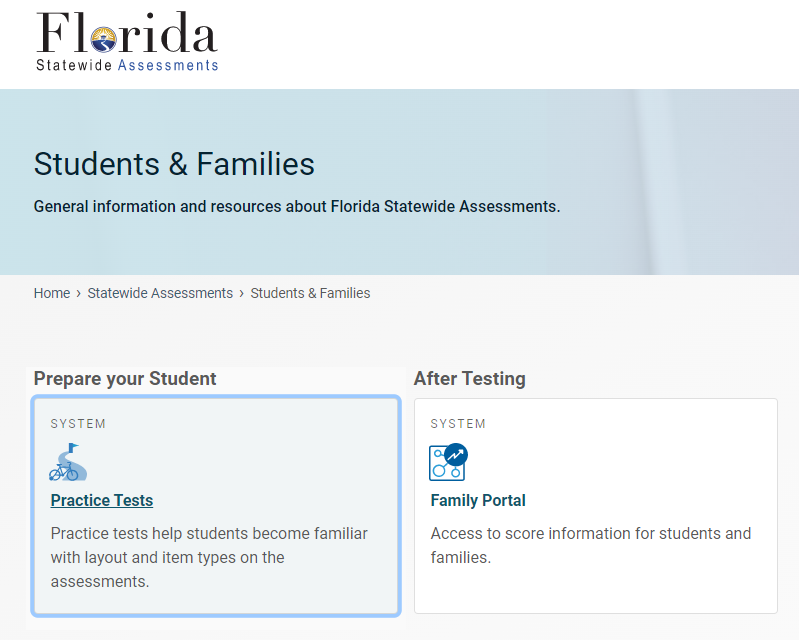 Florida
Statewide Assessments
Students & Families
General information and resources about Florida Statewide Assessments.
Home › Statewide Assessments › Students & Families
Prepare your Student
SYSTEM
Practice Tests
Practice tests help students become familiar
with layout and item types on the
assessments.
After Testing
SYSTEM
Family Portal
Access to score information for students and
families.